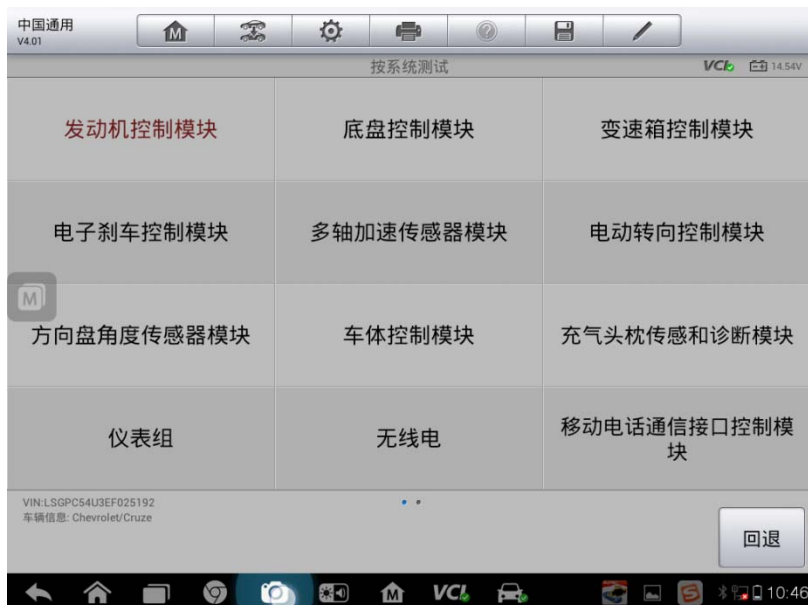 中国通用
V4.01
M
按系统测试
VCI 14.54V
发动机控制模块
底盘控制模块
变速箱控制模块
电子刹车控制模块
多轴加速传感器模块
电动转向控制模块
M
方向盘角度传感器模块
车体控制模块
充气头枕传感和诊断模块
仪表组
无线电
移动电话通信接口控制模
块
VIN:LSGPC54U3EF025192
车辆信息: Chevrolet/Cruze
回退
M VCI S 10:46